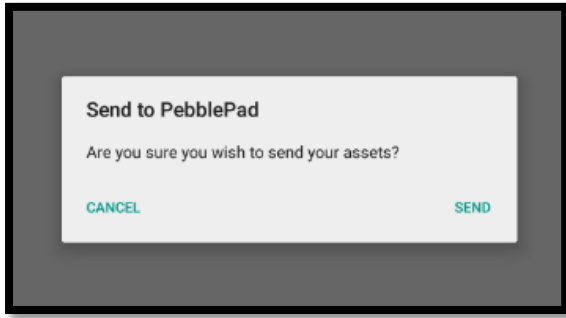 Send to PebblePad
Are you sure you wish to send your assets?
CANCEL SEND